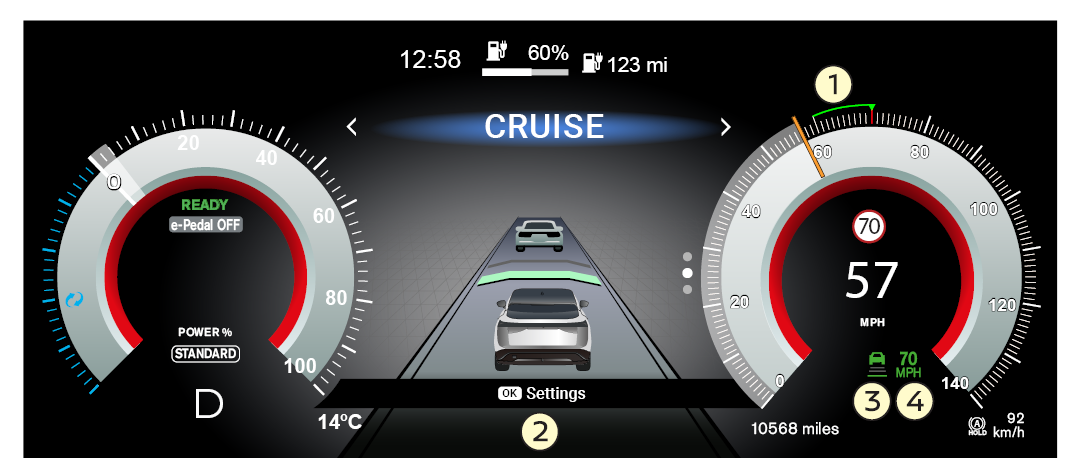 12:58 60% 123 mi
1
< CRUISE >
0 20 40 60 80 100
READY
e-Pedal OFF
POWER %
STANDARD
D
14°C
OK Settings
2
0 20 40 60 80 100 120 140
70
57
MPH
70
MPH
3 4
10568 miles
A
HOLD
92
km/h